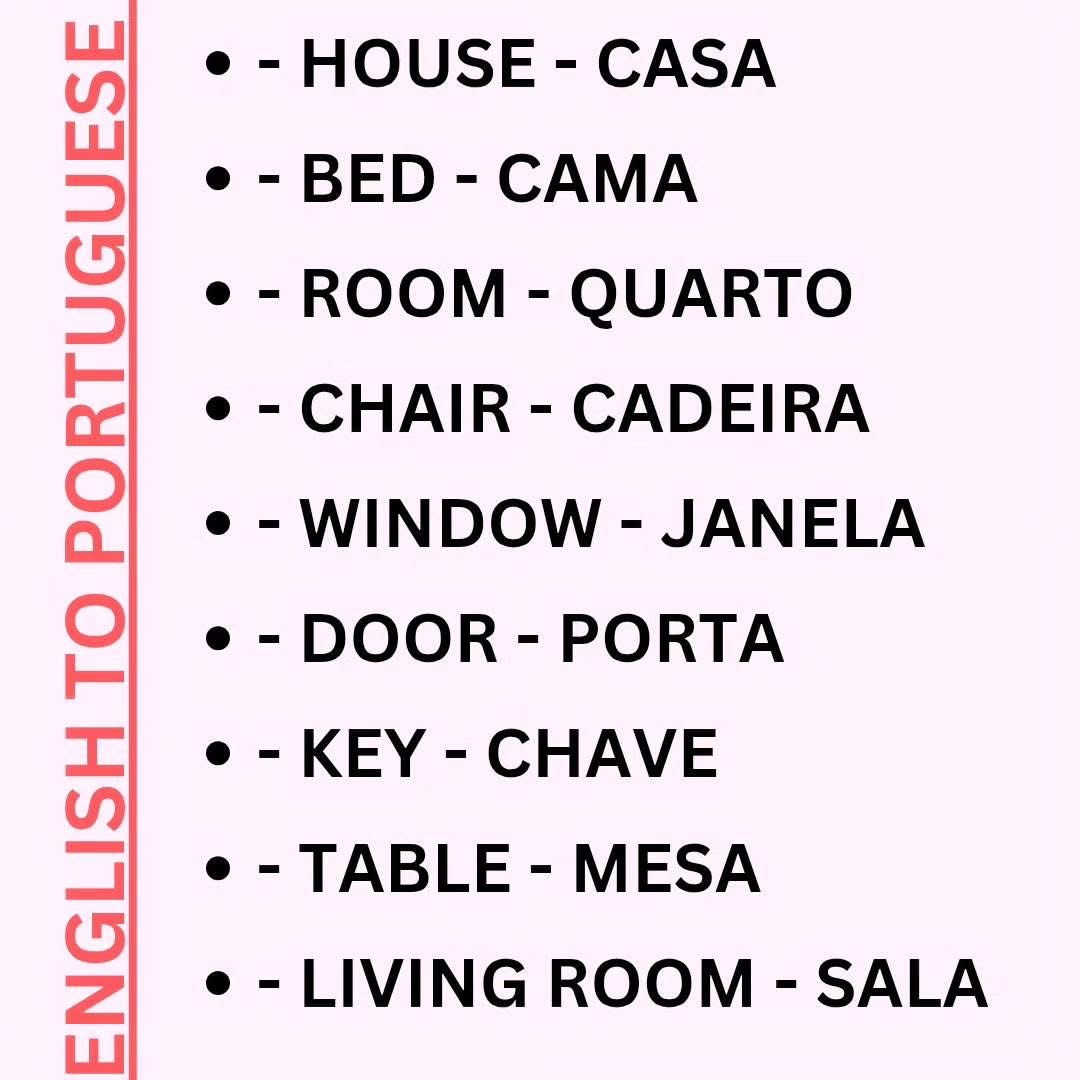 ENGLISH TO PORTUGUESE
• - HOUSE - CASA
• - BED - CAMA
• - ROOM - QUARTO
• - CHAIR - CADEIRA
• - WINDOW - JANELA
• - DOOR - PORTA
• - KEY - CHAVE
• - TABLE - MESA
• - LIVING ROOM - SALA